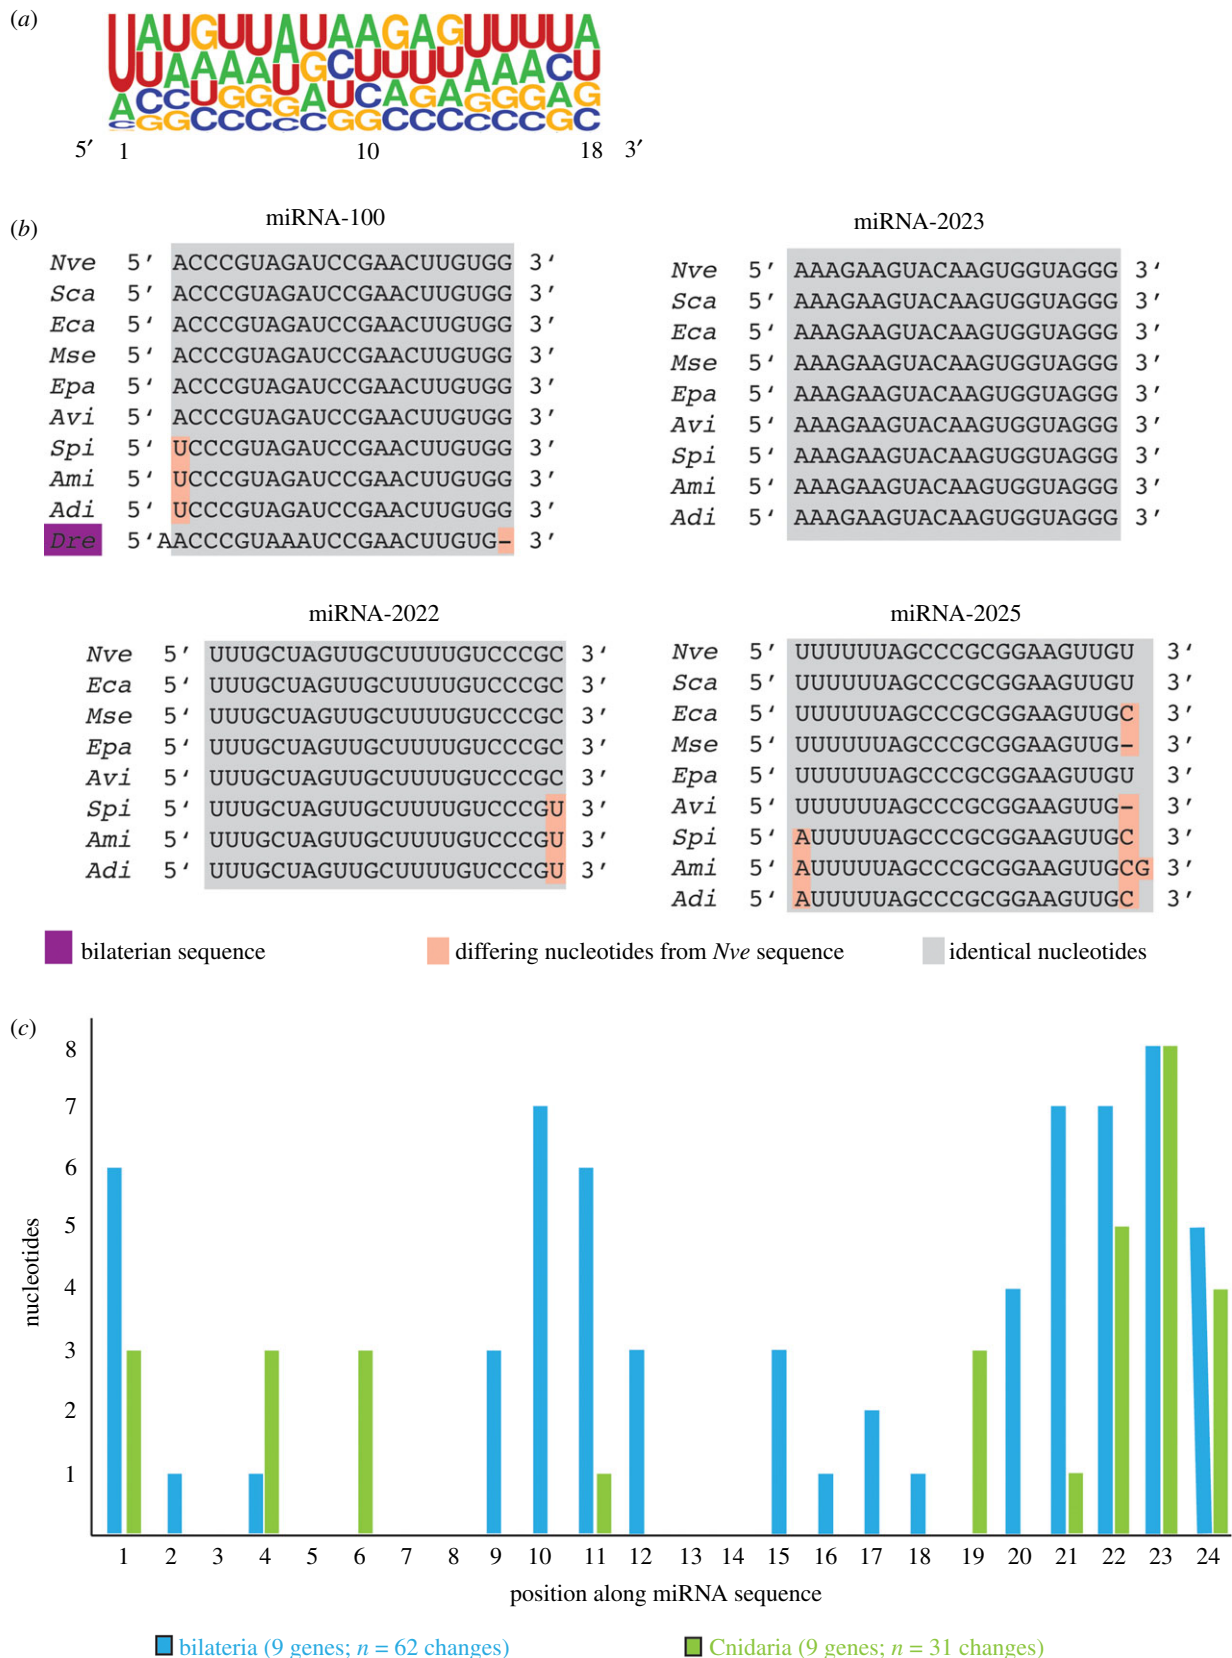 (a)
UAUGUUAUAAGAGUUUUA
AUAAAAUGCUUUUAAACU
CCCUGGGAUCAGAGGGAG
GGCCCCCGGCCCCCCGC
5′ 1 10 18 3′
(b)
miRNA-100
Nve 5′ ACCCGUAGAUCCGAACUUGUGG 3‘
Sca 5‘ ACCCGUAGAUCCGAACUUGUGG 3′
Eca 5‘ ACCCGUAGAUCCGAACUUGUGG 3′
Mse 5‘ ACCCGUAGAUCCGAACUUGUGG 3′
Epa 5‘ ACCCGUAGAUCCGAACUUGUGG 3′
Avi 5‘ ACCCGUAGAUCCGAACUUGUGG 3′
Spi 5‘ UCCCGUAGAUCCGAACUUGUGG 3′
Ami 5‘ UCCCGUAGAUCCGAACUUGUGG 3′
Adi 5‘ UCCCGUAGAUCCGAACUUGUGG 3′
Dre 5‘AACCCGUAAAUCCGAACUUGUG– 3′
miRNA-2023
Nve 5′ AAAGAAGUACAAGUGGUAGGG 3‘
Sca 5‘ AAAGAAGUACAAGUGGUAGGG 3′
Eca 5‘ AAAGAAGUACAAGUGGUAGGG 3′
Mse 5‘ AAAGAAGUACAAGUGGUAGGG 3′
Epa 5‘ AAAGAAGUACAAGUGGUAGGG 3′
Avi 5‘ AAAGAAGUACAAGUGGUAGGG 3′
Spi 5‘ AAAGAAGUACAAGUGGUAGGG 3′
Ami 5‘ AAAGAAGUACAAGUGGUAGGG 3′
Adi 5‘ AAAGAAGUACAAGUGGUAGGG 3′
miRNA-2022
Nve 5′ UUUGCUAGUUGCUUUUGUCCCGC 3‘
Eca 5‘ UUUGCUAGUUGCUUUUGUCCCGC 3′
Mse 5‘ UUUGCUAGUUGCUUUUGUCCCGC 3′
Epa 5‘ UUUGCUAGUUGCUUUUGUCCCGC 3′
Avi 5‘ UUUGCUAGUUGCUUUUGUCCCGC 3′
Spi 5‘ UUUGCUAGUUGCUUUUGUCCCGU 3′
Ami 5‘ UUUGCUAGUUGCUUUUGUCCCGU 3′
Adi 5‘ UUUGCUAGUUGCUUUUGUCCCGU 3′
miRNA-2025
Nve 5′ UUUUUUAGCCCGCGGAAGUUGU 3‘
Sca 5‘ UUUUUUAGCCCGCGGAAGUUGU 3′
Eca 5‘ UUUUUUAGCCCGCGGAAGUUGC 3′
Mse 5‘ UUUUUUAGCCCGCGGAAGUUG– 3′
Epa 5‘ UUUUUUAGCCCGCGGAAGUUGU 3′
Avi 5‘ UUUUUUAGCCCGCGGAAGUUG– 3′
Spi 5‘ AUUUUUAGCCCGCGGAAGUUGC 3′
Ami 5‘ AUUUUUAGCCCGCGGAAGUUGCG 3′
Adi 5‘ AUUUUUAGCCCGCGGAAGUUGC 3′
bilaterian sequence
differing nucleotides from Nve sequence
identical nucleotides
(c)
8
7
6
5
4
3
2
1
nucleotides
1 2 3 4 5 6 7 8 9 10 11 12 13 14 15 16 17 18 19 20 21 22 23 24
position along miRNA sequence
bilateria (9 genes; n = 62 changes)
Cnidaria (9 genes; n = 31 changes)